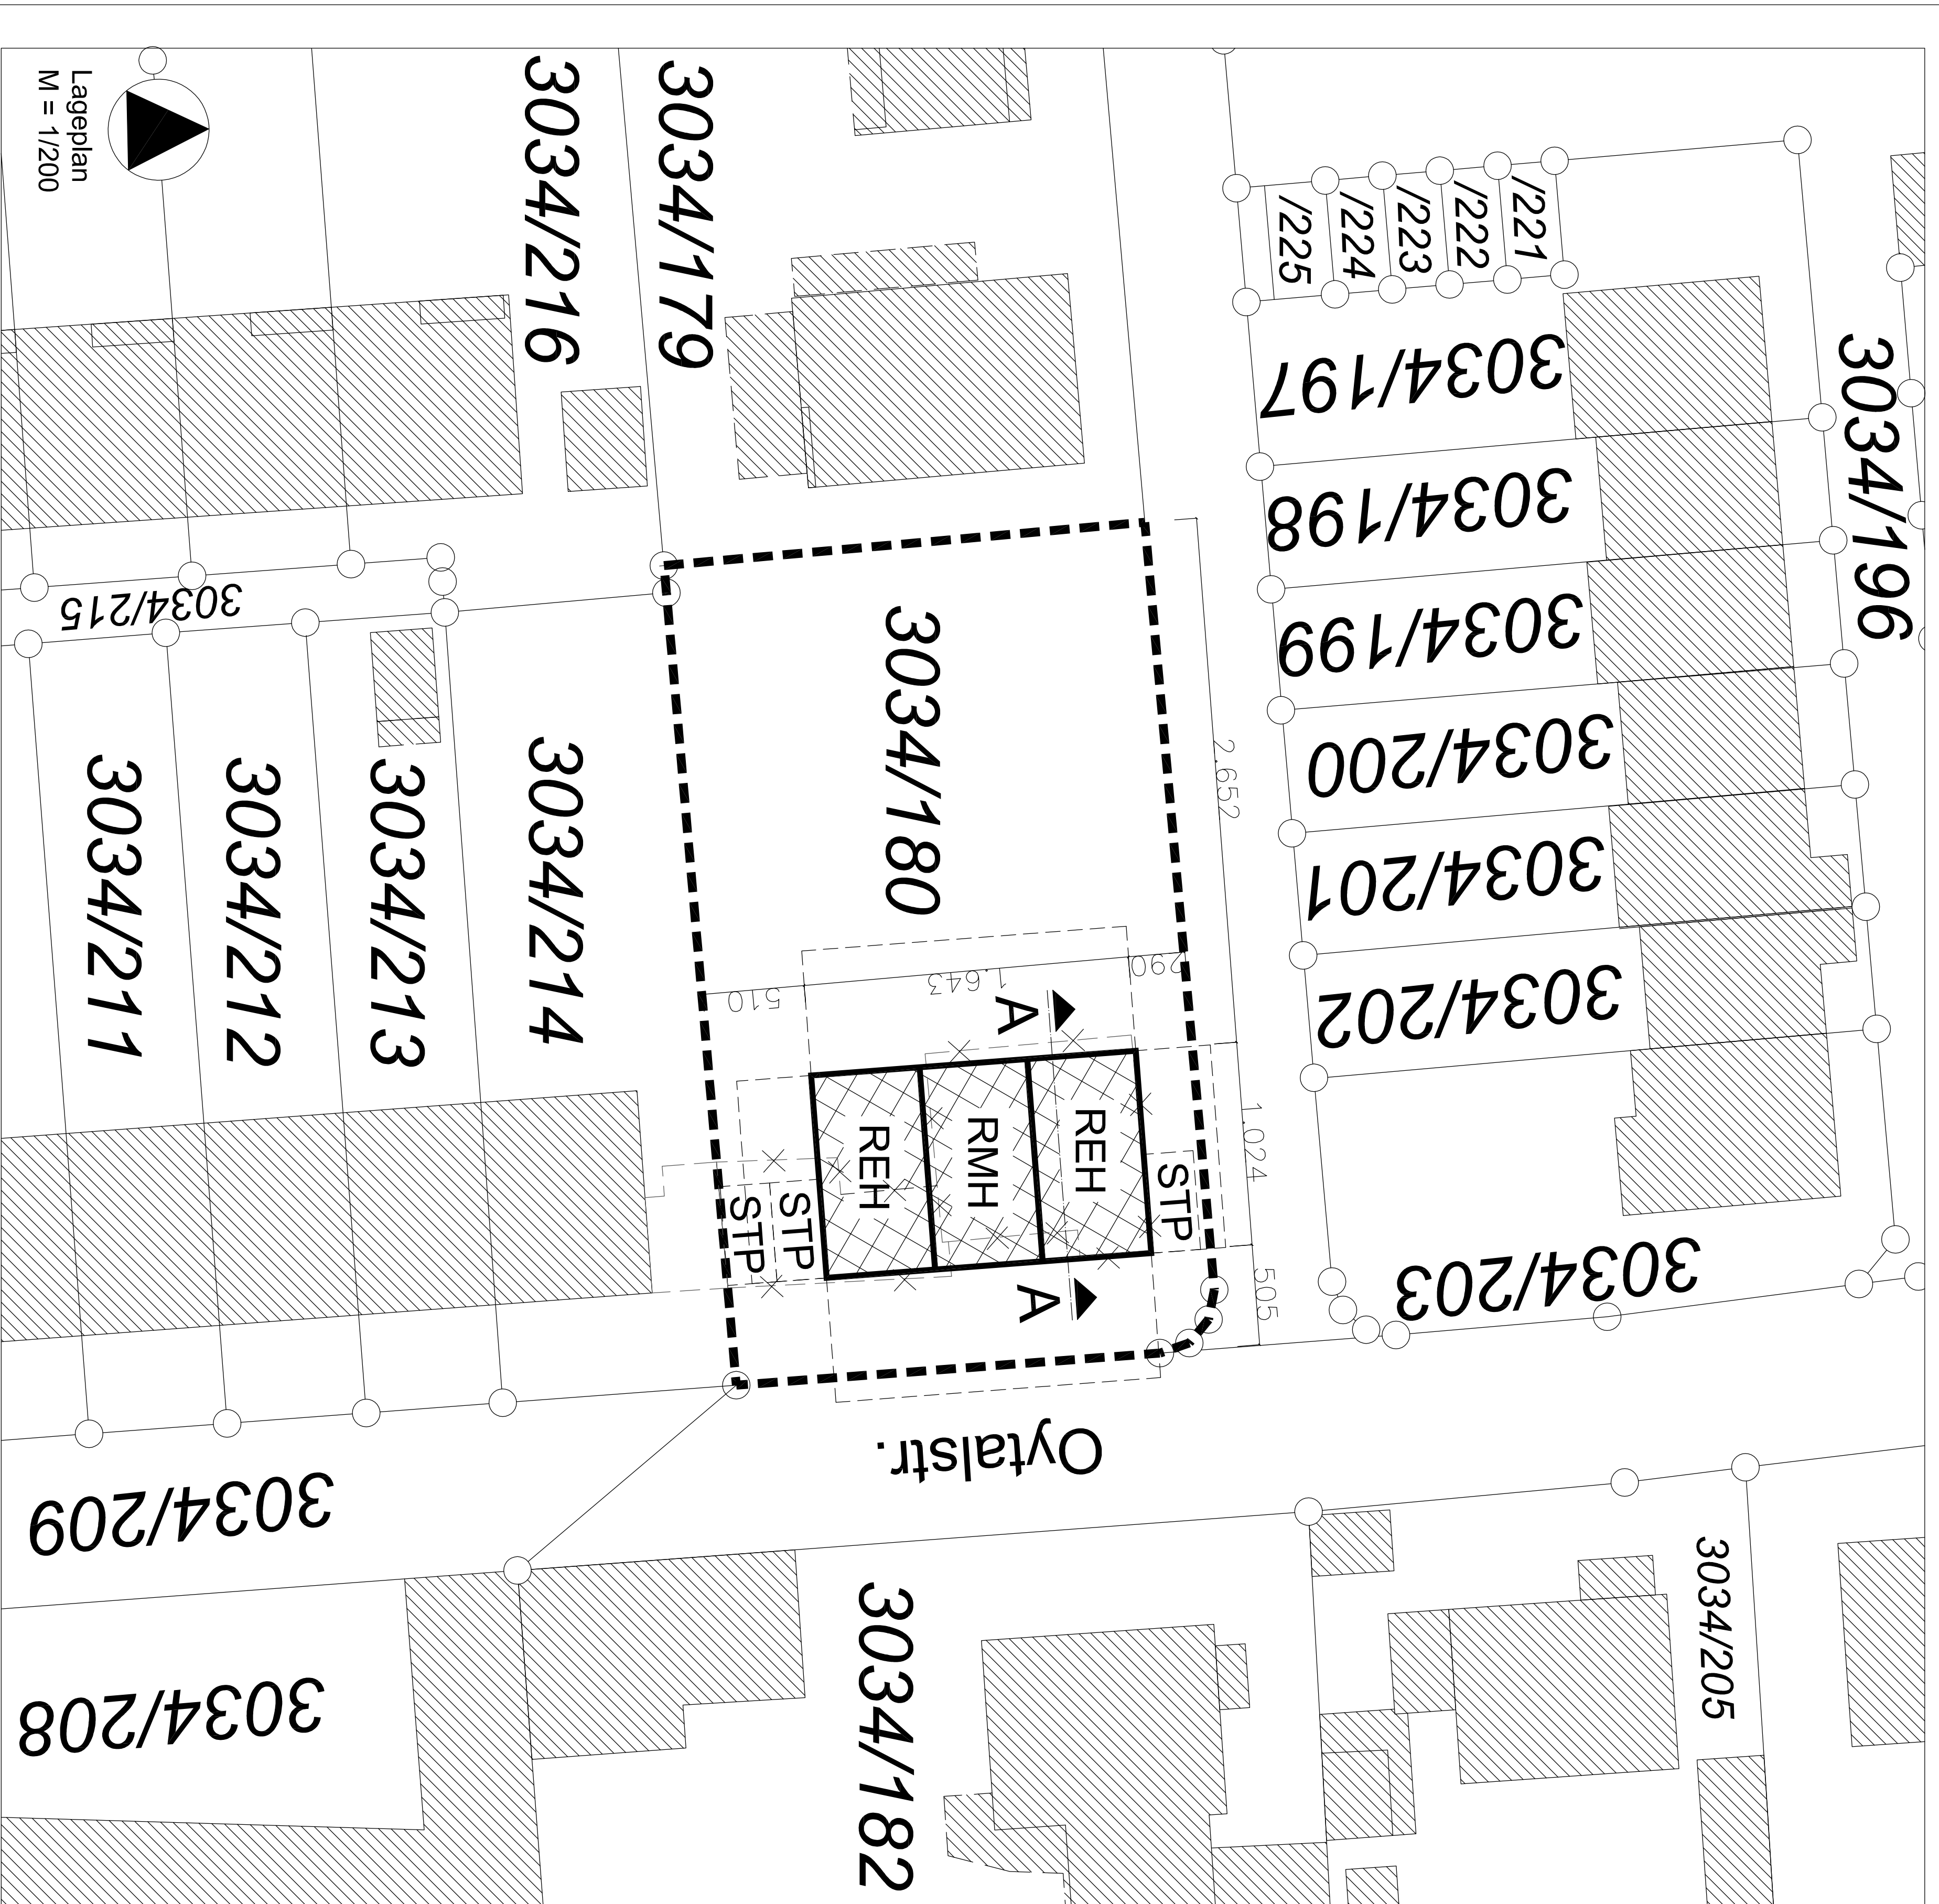 Lageplan
M = 1/200
3034/216
3034/179
/225
/224
/223
/222
/221
3034/197
3034/196
3034/198
3034/199
3034/200
3034/201
3034/202
3034/203
3034/215
3034/211
3034/212
3034/213
3034/214
3034/180
2.652
510
1.643
290
A
REH
RMH
REH
STP
STP
STP
1.024
505
A
Oytalstr.
3034/209
3034/208
3034/182
3034/205